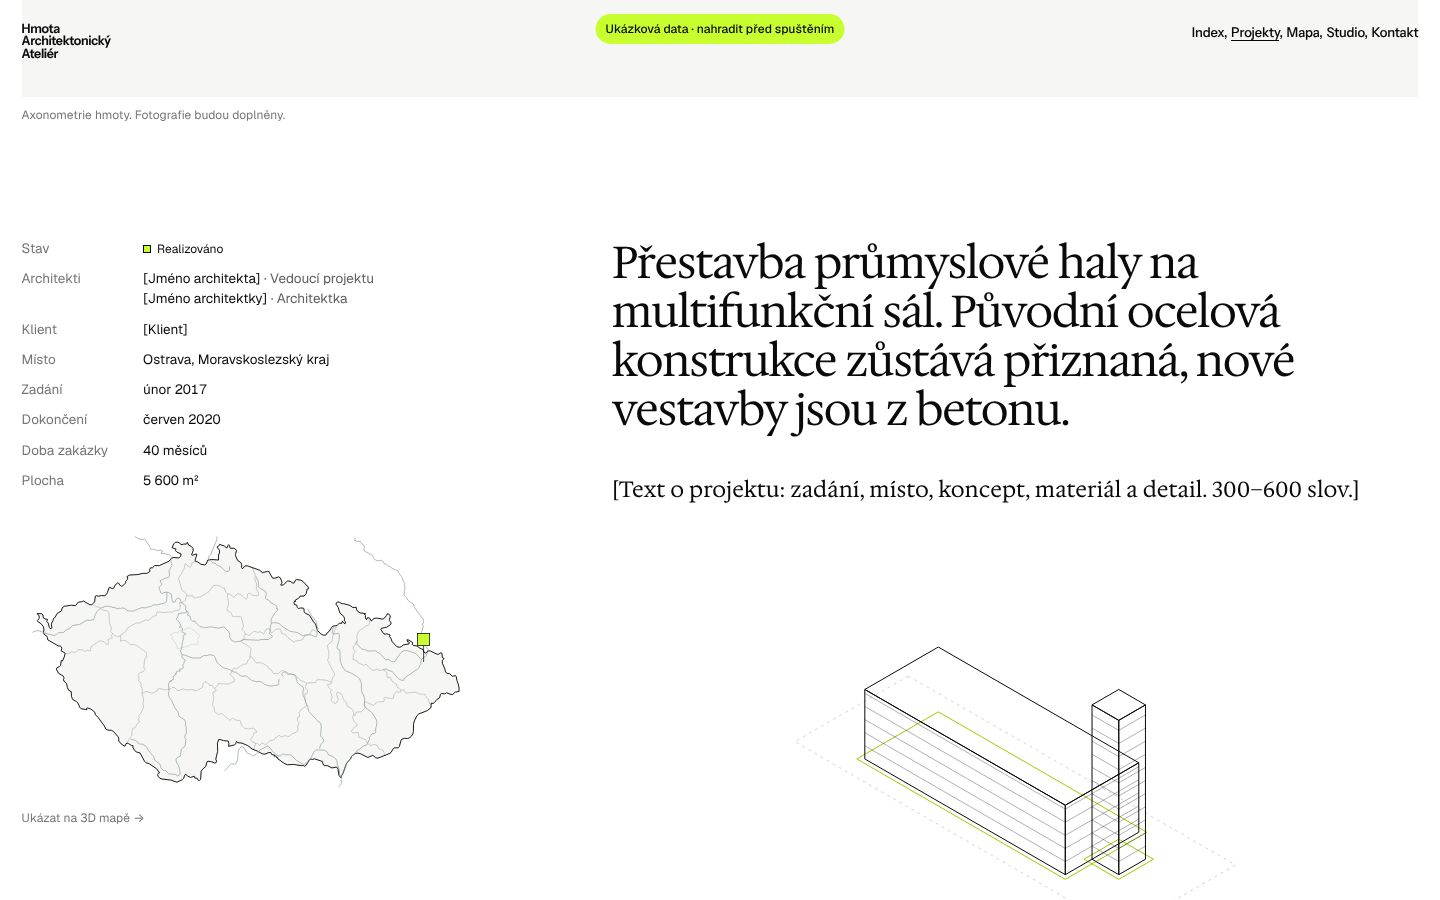 Hmota
Architektonický
Ateliér
Ukázková data · nahradit před spuštěním
Index, Projekty, Mapa, Studio, Kontakt
Axonometrie hmoty. Fotografie budou doplněny.
Stav Realizováno
Architekti [Jméno architekta] · Vedoucí projektu
[Jméno architektky] · Architektka
Klient [Klient]
Místo Ostrava, Moravskoslezský kraj
Zadání únor 2017
Dokončení červen 2020
Doba zakázky 40 měsíců
Plocha 5 600 m²
Ukázat na 3D mapě →
Přestavba průmyslové haly na
multifunkční sál. Původní ocelová
konstrukce zůstává přiznaná, nové
vestavby jsou z betonu.
[Text o projektu: zadání, místo, koncept, materiál a detail. 300–600 slov.]